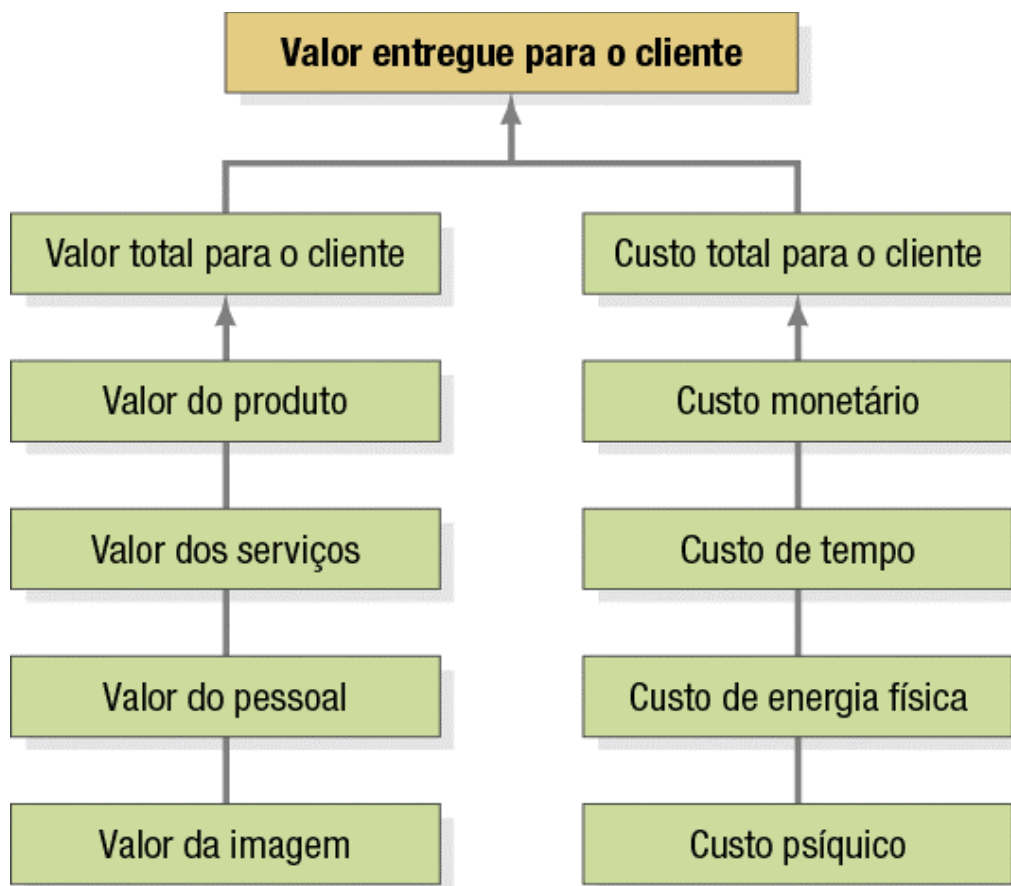 Valor entregue para o cliente
Valor total para o cliente
Custo total para o cliente
Valor do produto
Custo monetário
Valor dos serviços
Custo de tempo
Valor do pessoal
Custo de energia física
Valor da imagem
Custo psíquico